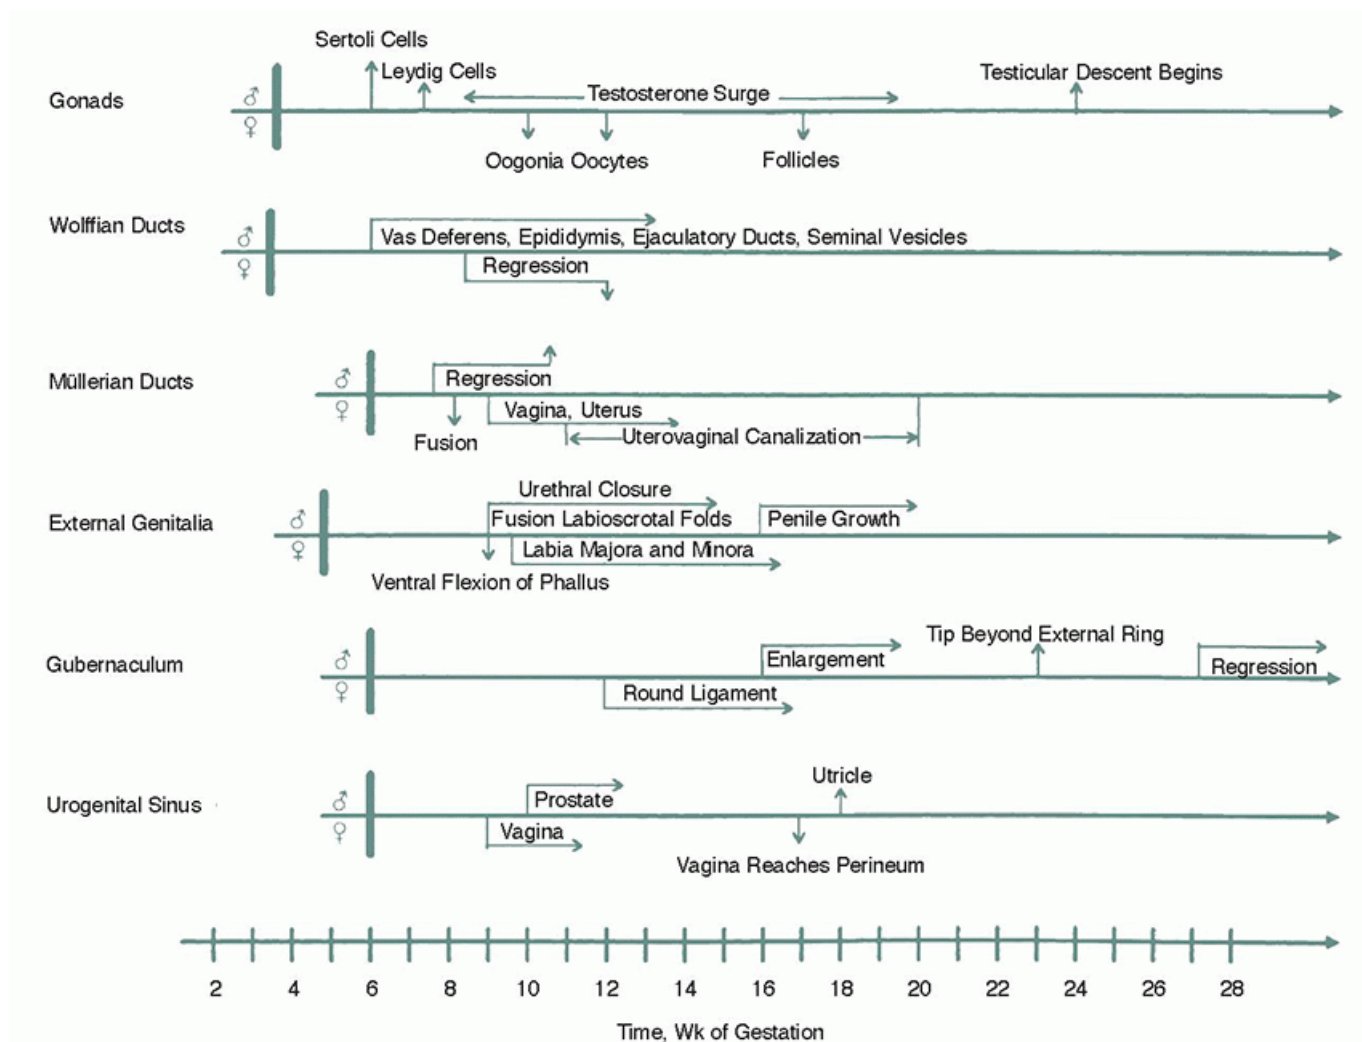 Sertoli Cells
Leydig Cells
Testosterone Surge
Testicular Descent Begins
Gonads
♂
♀
Oogonia Oocytes
Follicles
Wolffian Ducts
♂
♀
Vas Deferens, Epididymis, Ejaculatory Ducts, Seminal Vesicles
Regression
Müllerian Ducts
♂
♀
Regression
Vagina, Uterus
Fusion
Uterovaginal Canalization
External Genitalia
♂
♀
Urethral Closure
Fusion Labioscrotal Folds
Penile Growth
Labia Majora and Minora
Ventral Flexion of Phallus
Gubernaculum
♂
♀
Tip Beyond External Ring
Enlargement
Regression
Round Ligament
Urogenital Sinus
♂
♀
Utricle
Prostate
Vagina
Vagina Reaches Perineum
2 4 6 8 10 12 14 16 18 20 22 24 26 28
Time, Wk of Gestation